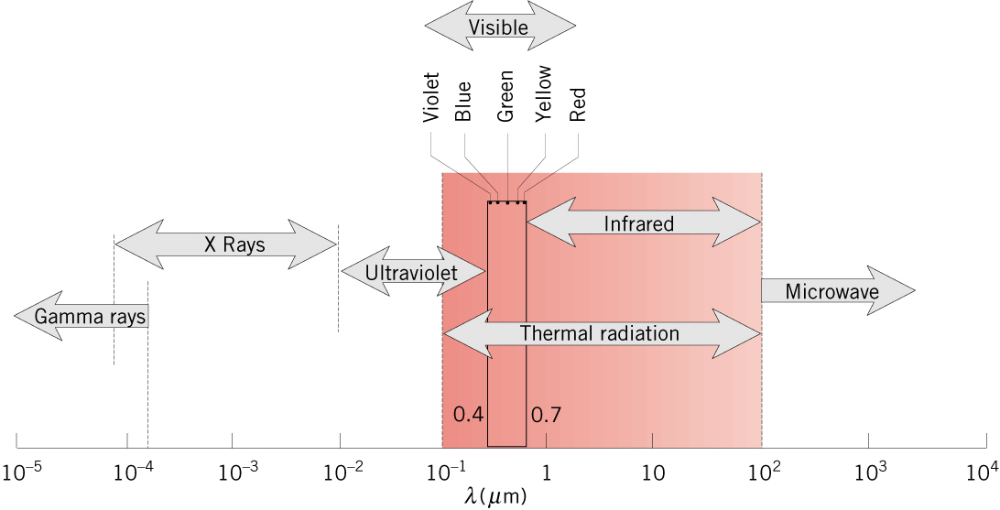 Visible
Violet
Blue
Green
Yellow
Red
Infrared
X Rays
Ultraviolet
Microwave
Gamma rays
Thermal radiation
0.4
0.7
10⁻⁵
10⁻⁴
10⁻³
10⁻²
10⁻¹
1
10
10²
10³
10⁴
λ(μm)